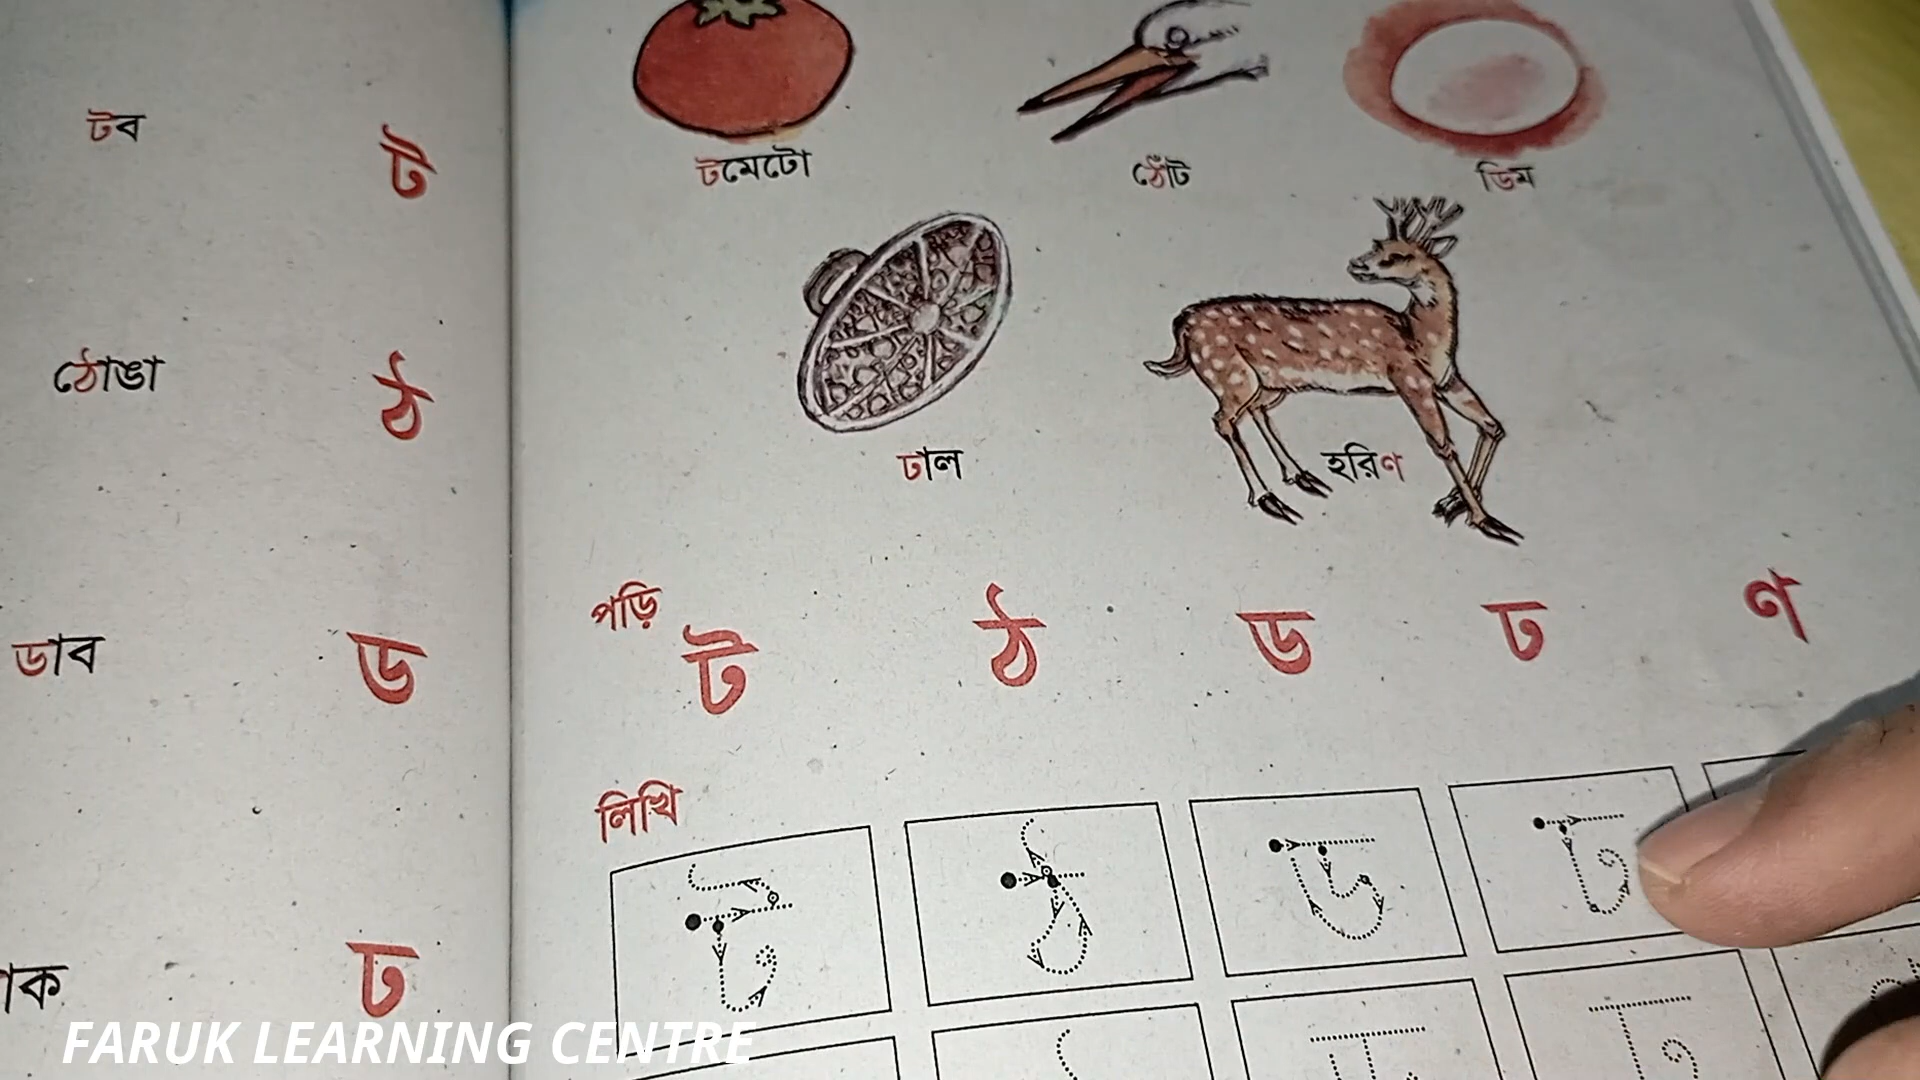 টব ট
ঠোঙা ঠ
ডাব ড
াক ঢ
টমেটো ঠোঁট ডিম
ঢাল হরিণ
পড়ি
ট ঠ ড ঢ ণ
লিখি
ট ঠ ড ঢ
FARUK LEARNING CENTRE